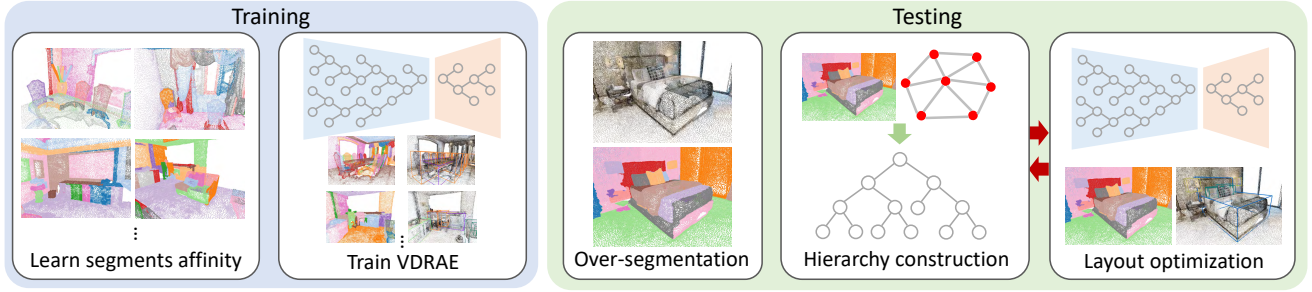 Training
Testing
Learn segments affinity
Train VDRAE
Over-segmentation
Hierarchy construction
Layout optimization